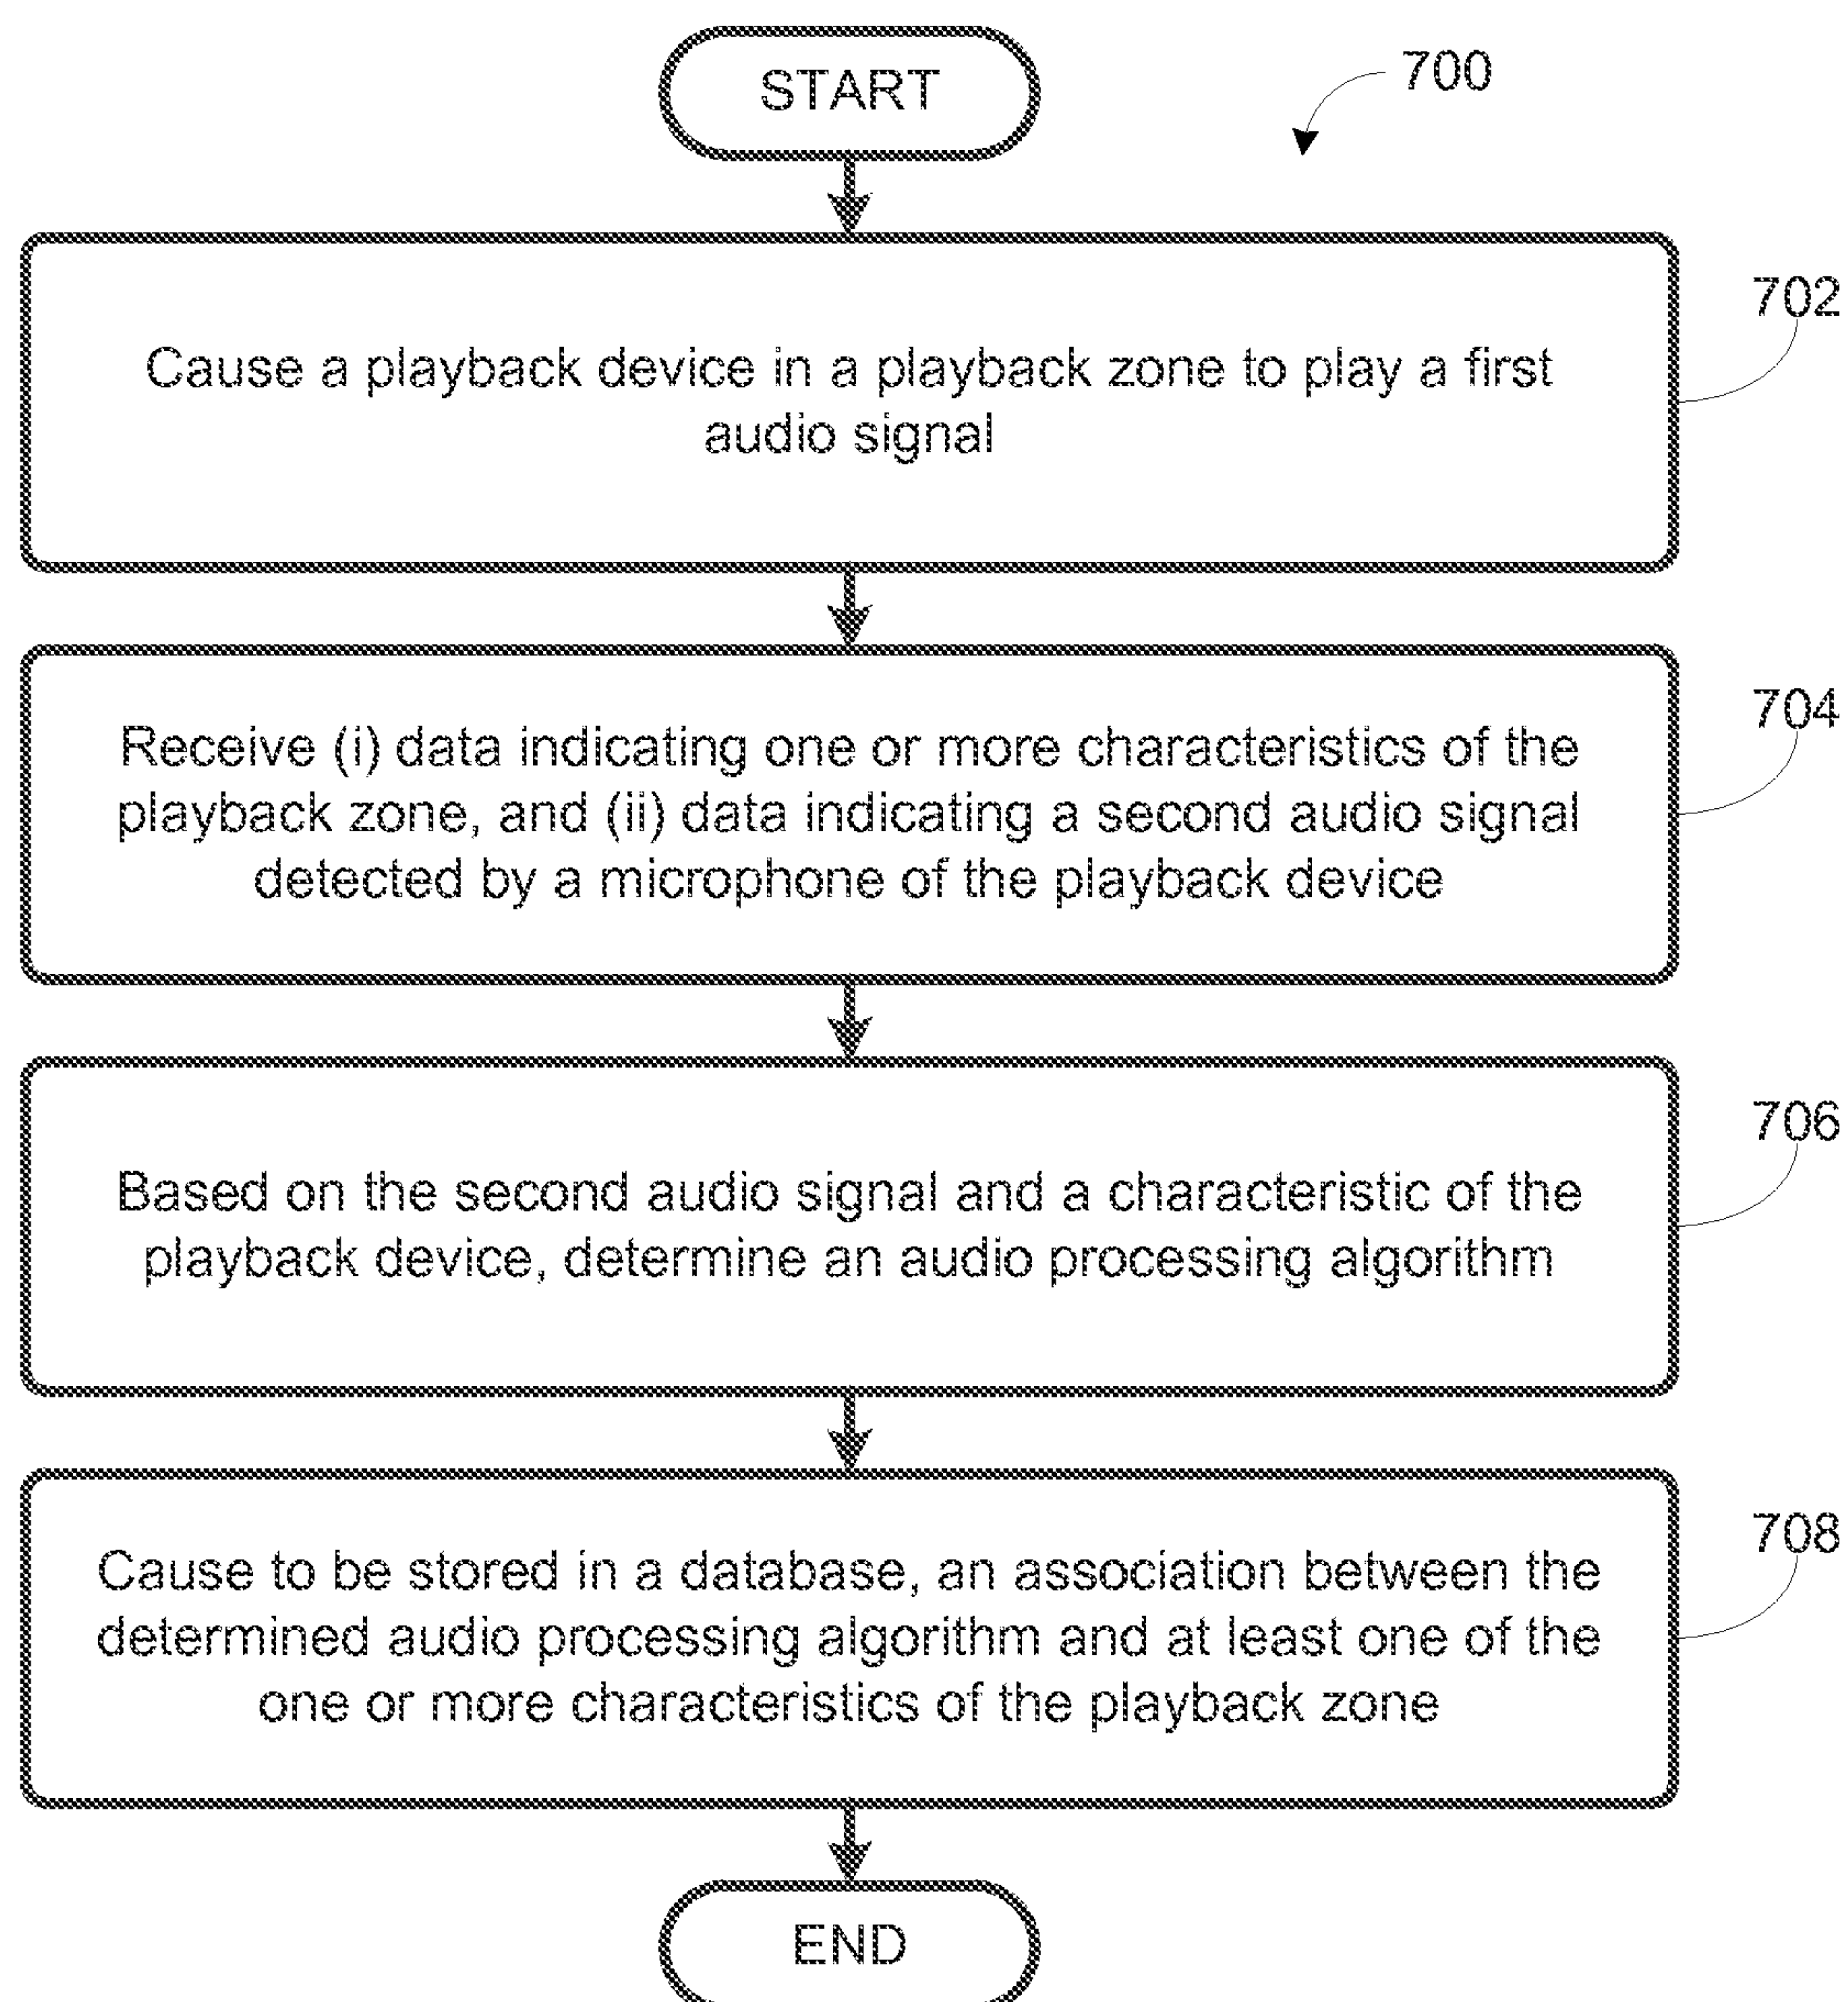 START
700
702
Cause a playback device in a playback zone to play a first
audio signal
704
Receive (i) data indicating one or more characteristics of the
playback zone, and (ii) data indicating a second audio signal
detected by a microphone of the playback device
706
Based on the second audio signal and a characteristic of the
playback device, determine an audio processing algorithm
708
Cause to be stored in a database, an association between the
determined audio processing algorithm and at least one of the
one or more characteristics of the playback zone
END